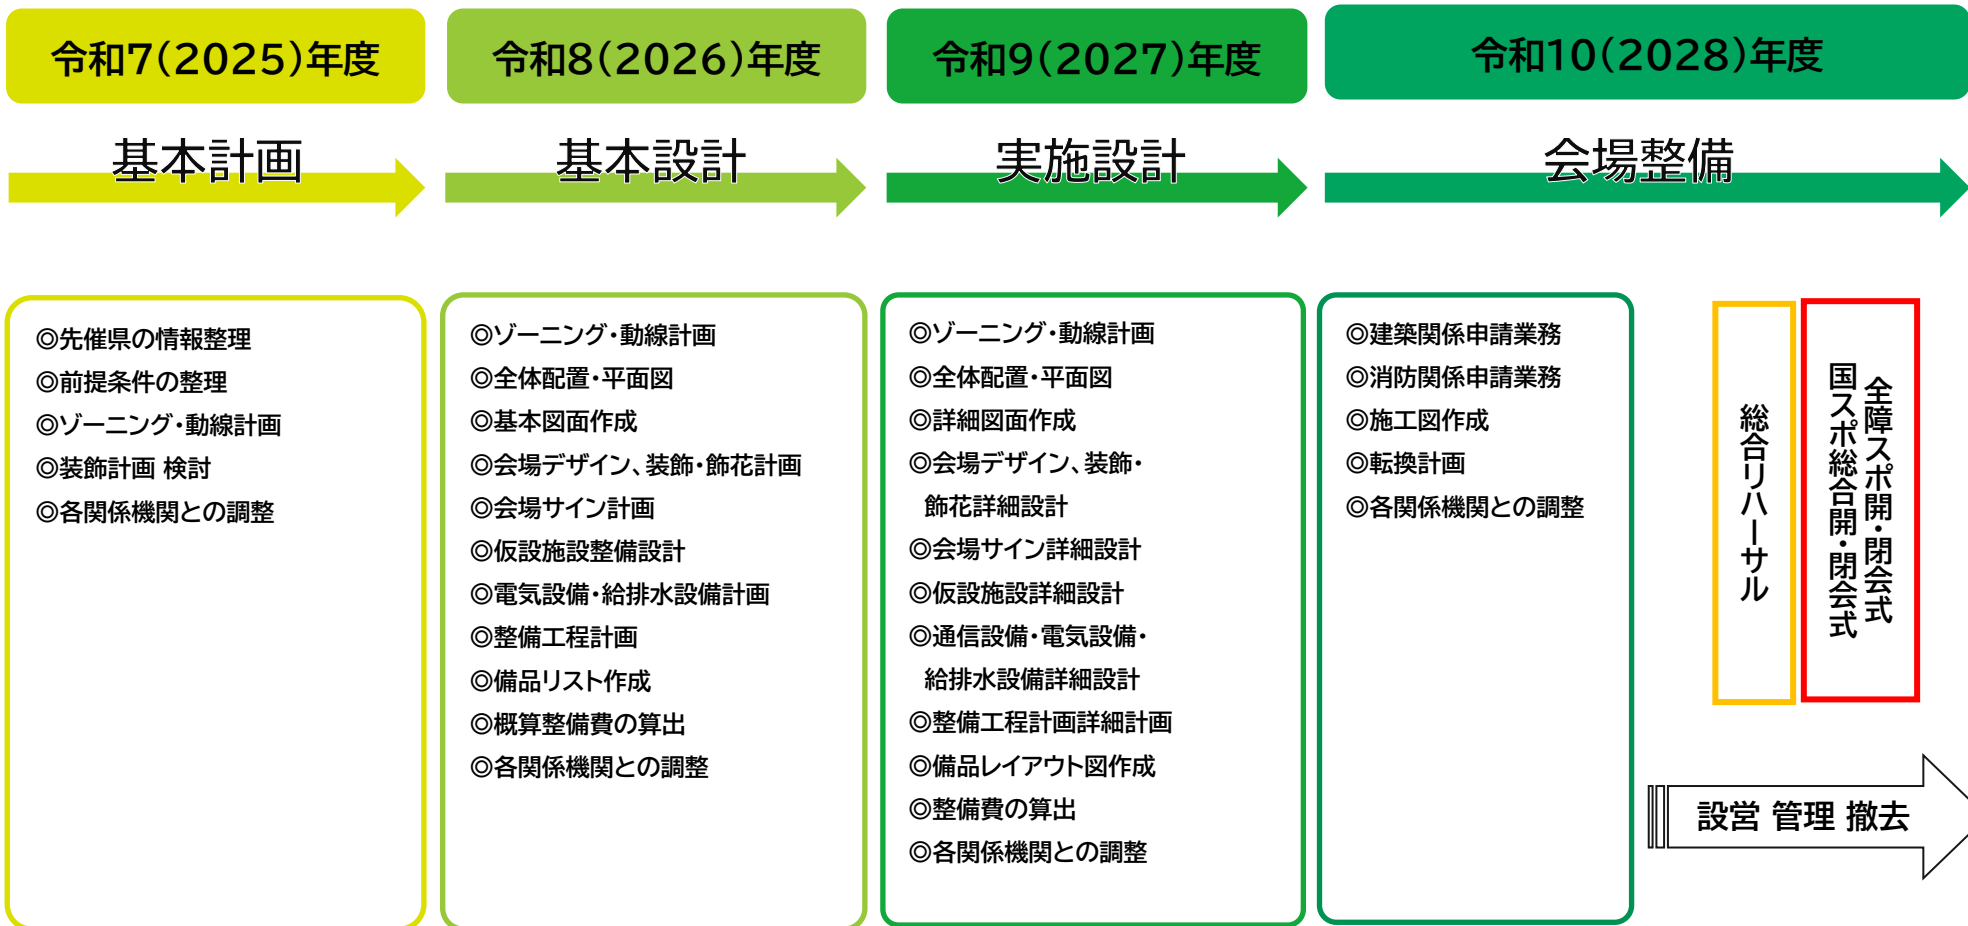 令和7(2025)年度
基本計画
◎先催県の情報整理
◎前提条件の整理
◎ゾーニング・動線計画
◎装飾計画 検討
◎各関係機関との調整
令和8(2026)年度
基本設計
◎ゾーニング・動線計画
◎全体配置・平面図
◎基本図面作成
◎会場デザイン、装飾・飾花計画
◎会場サイン計画
◎仮設施設整備設計
◎電気設備・給排水設備計画
◎整備工程計画
◎備品リスト作成
◎概算整備費の算出
◎各関係機関との調整
令和9(2027)年度
実施設計
◎ゾーニング・動線計画
◎全体配置・平面図
◎詳細図面作成
◎会場デザイン、装飾・
飾花詳細設計
◎会場サイン詳細設計
◎仮設施設詳細設計
◎通信設備・電気設備・
給排水設備詳細設計
◎整備工程計画詳細計画
◎備品レイアウト図作成
◎整備費の算出
◎各関係機関との調整
令和10(2028)年度
会場整備
◎建築関係申請業務
◎消防関係申請業務
◎施工図作成
◎転換計画
◎各関係機関との調整
総合リハーサル
全障スポ開・閉会式
国スポ総合開・閉会式
設営 管理 撤去